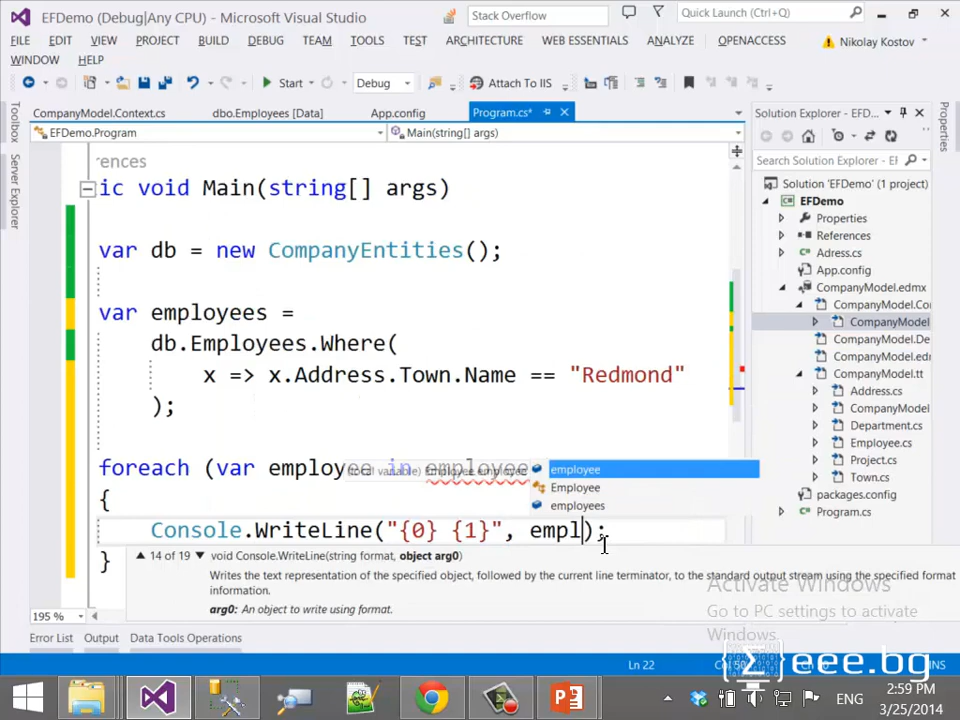 EFDemo (Debug|Any CPU) - Microsoft Visual Studio
Stack Overflow
Quick Launch (Ctrl+Q)
FILE EDIT VIEW PROJECT BUILD DEBUG TEAM TOOLS TEST ARCHITECTURE WEB ESSENTIALS ANALYZE OPENACCESS Nikolay Kostov
WINDOW HELP
Start Debug Attach To IIS
Toolbox
Server Explorer
CompanyModel.Context.cs dbo.Employees [Data] App.config Program.cs*
EFDemo.Program Main(string[] args)
rences
ic void Main(string[] args)
var db = new CompanyEntities();
var employees =
db.Employees.Where(
x => x.Address.Town.Name == "Redmond"
);
foreach (var employee in employee
employee
Employee
employees
{
Console.WriteLine("{0} {1}", empl);
}
14 of 19 void Console.WriteLine(string format, object arg0)
Writes the text representation of the specified object, followed by the current line terminator, to the standard output stream using the specified format
information.
arg0: An object to write using format.
195 %
Error List Output Data Tools Operations
Solution Explorer - EFD...
Search Solution Explorer - EF
Solution 'EFDemo' (1 project)
EFDemo
Properties
References
Adress.cs
App.config
CompanyModel.edmx
CompanyModel.Co
CompanyModel
CompanyModel.De
CompanyModel.edr
CompanyModel.tt
Address.cs
CompanyMod
Department.cs
Employee.cs
Project.cs
Town.cs
packages.config
Program.cs
Properties
Activate Windows
Go to PC settings to activate
Windows.
Ln 22
INS
eee.bg
ENG
2:59 PM
3/25/2014